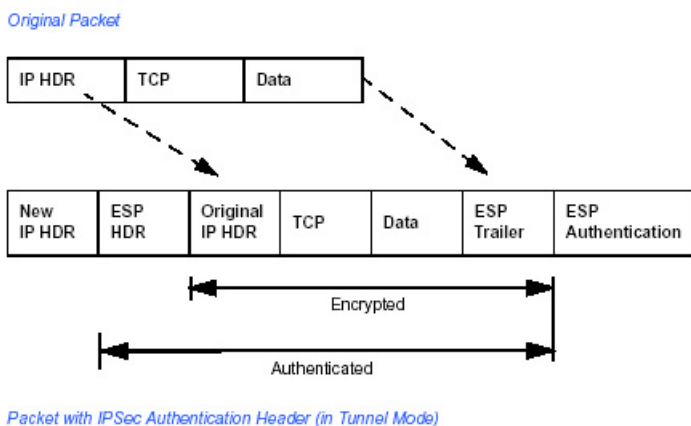 Original Packet
IP HDR TCP Data
New IP HDR ESP HDR Original IP HDR TCP Data ESP Trailer ESP Authentication
Encrypted
Authenticated
Packet with IPSec Authentication Header (in Tunnel Mode)